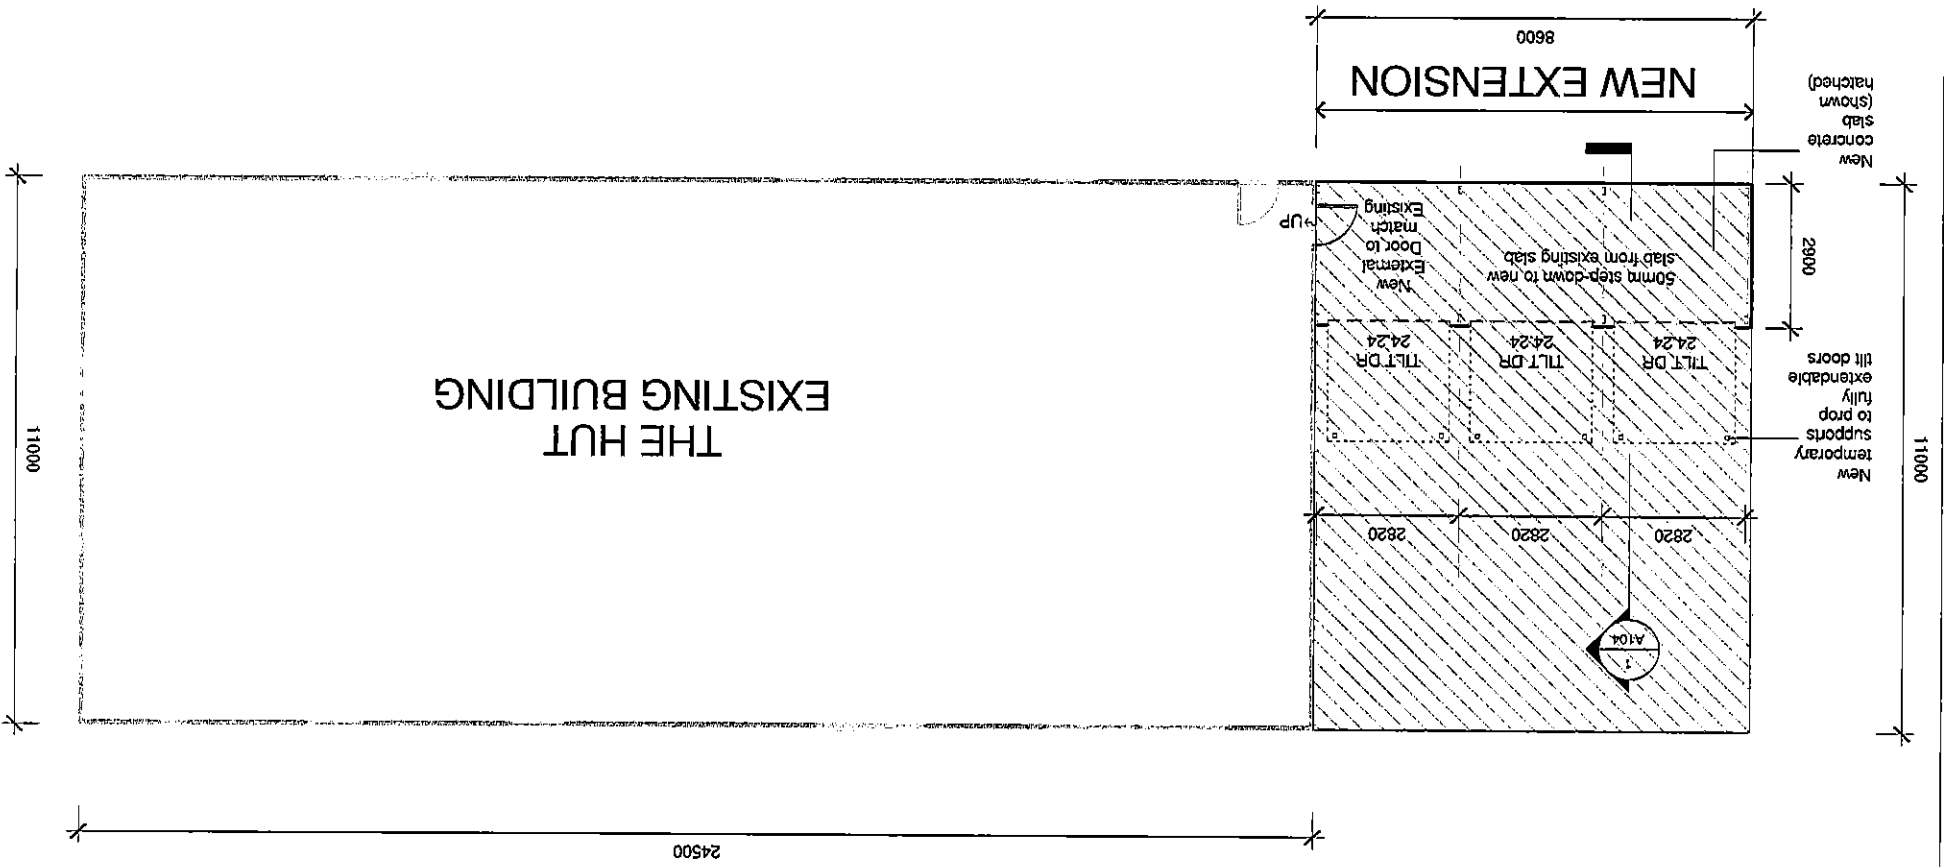 24500
1
A104
2820
2820
2820
11000
New
temporary
supports
to prop
fully
extendable
tilt doors
THE HUT
EXISTING BUILDING
11000
TILT DR
24.24
TILT DR
24.24
TILT DR
24.24
50mm step-down to new
slab from existing slab
New
External
Door to
match
Existing
UP
2900
New
concrete
slab
(shown
hatched)
NEW EXTENSION
8600